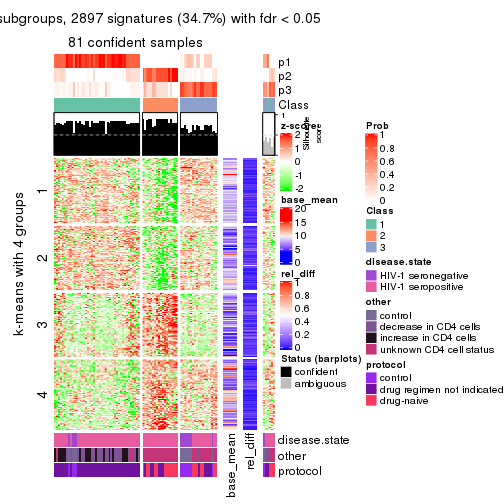 subgroups, 2897 signatures (34.7%) with fdr < 0.05
81 confident samples
p1
p2
p3
Class
1
Silhouette
score
k-means with 4 groups
1
2
3
4
z-score
2
1
0
-1
-2
base_mean
20
15
10
5
0
rel_diff
1
0.8
0.6
0.4
0.2
0
Status (barplots)
confident
ambiguous
Prob
1
0.8
0.6
0.4
0.2
0
Class
1
2
3
disease.state
HIV-1 seronegative
HIV-1 seropositive
other
control
decrease in CD4 cells
increase in CD4 cells
unknown CD4 cell status
protocol
control
drug regimen not indicated
drug-naive
disease.state
other
protocol
base_mean
rel_diff